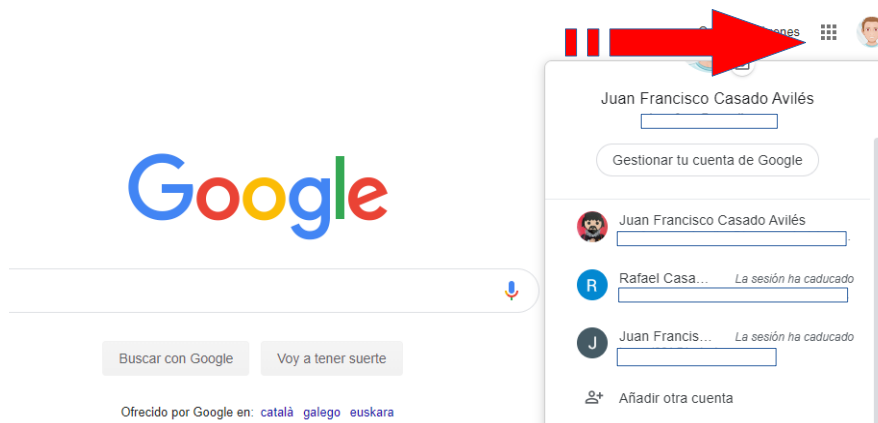 Juan Francisco Casado Avilés
Gestionar tu cuenta de Google
Google
Juan Francisco Casado Avilés
Rafael Casa... La sesión ha caducado
R
Juan Francis... La sesión ha caducado
J
Añadir otra cuenta
Buscar con Google Voy a tener suerte
Ofrecido por Google en: català galego euskara